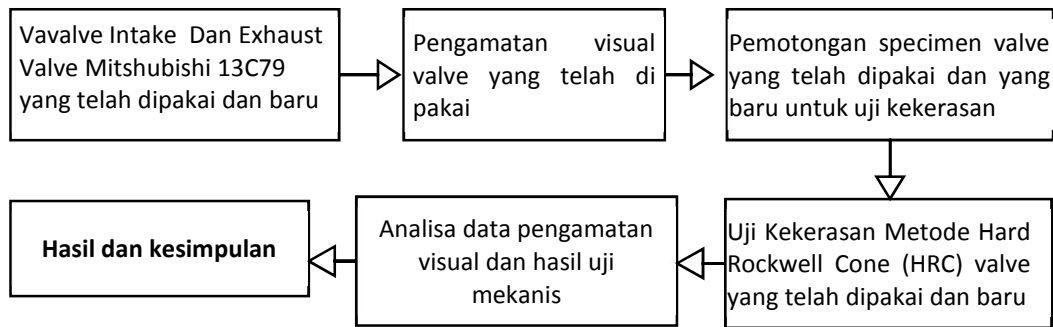 Vavalve Intake Dan Exhaust
Valve Mitshubishi 13C79
yang telah dipakai dan baru
Pengamatan visual
valve yang telah di
pakai
Pemotongan specimen valve
yang telah dipakai dan yang
baru untuk uji kekerasan
Uji Kekerasan Metode Hard
Rockwell Cone (HRC) valve
yang telah dipakai dan baru
Analisa data pengamatan
visual dan hasil uji
mekanis
Hasil dan kesimpulan